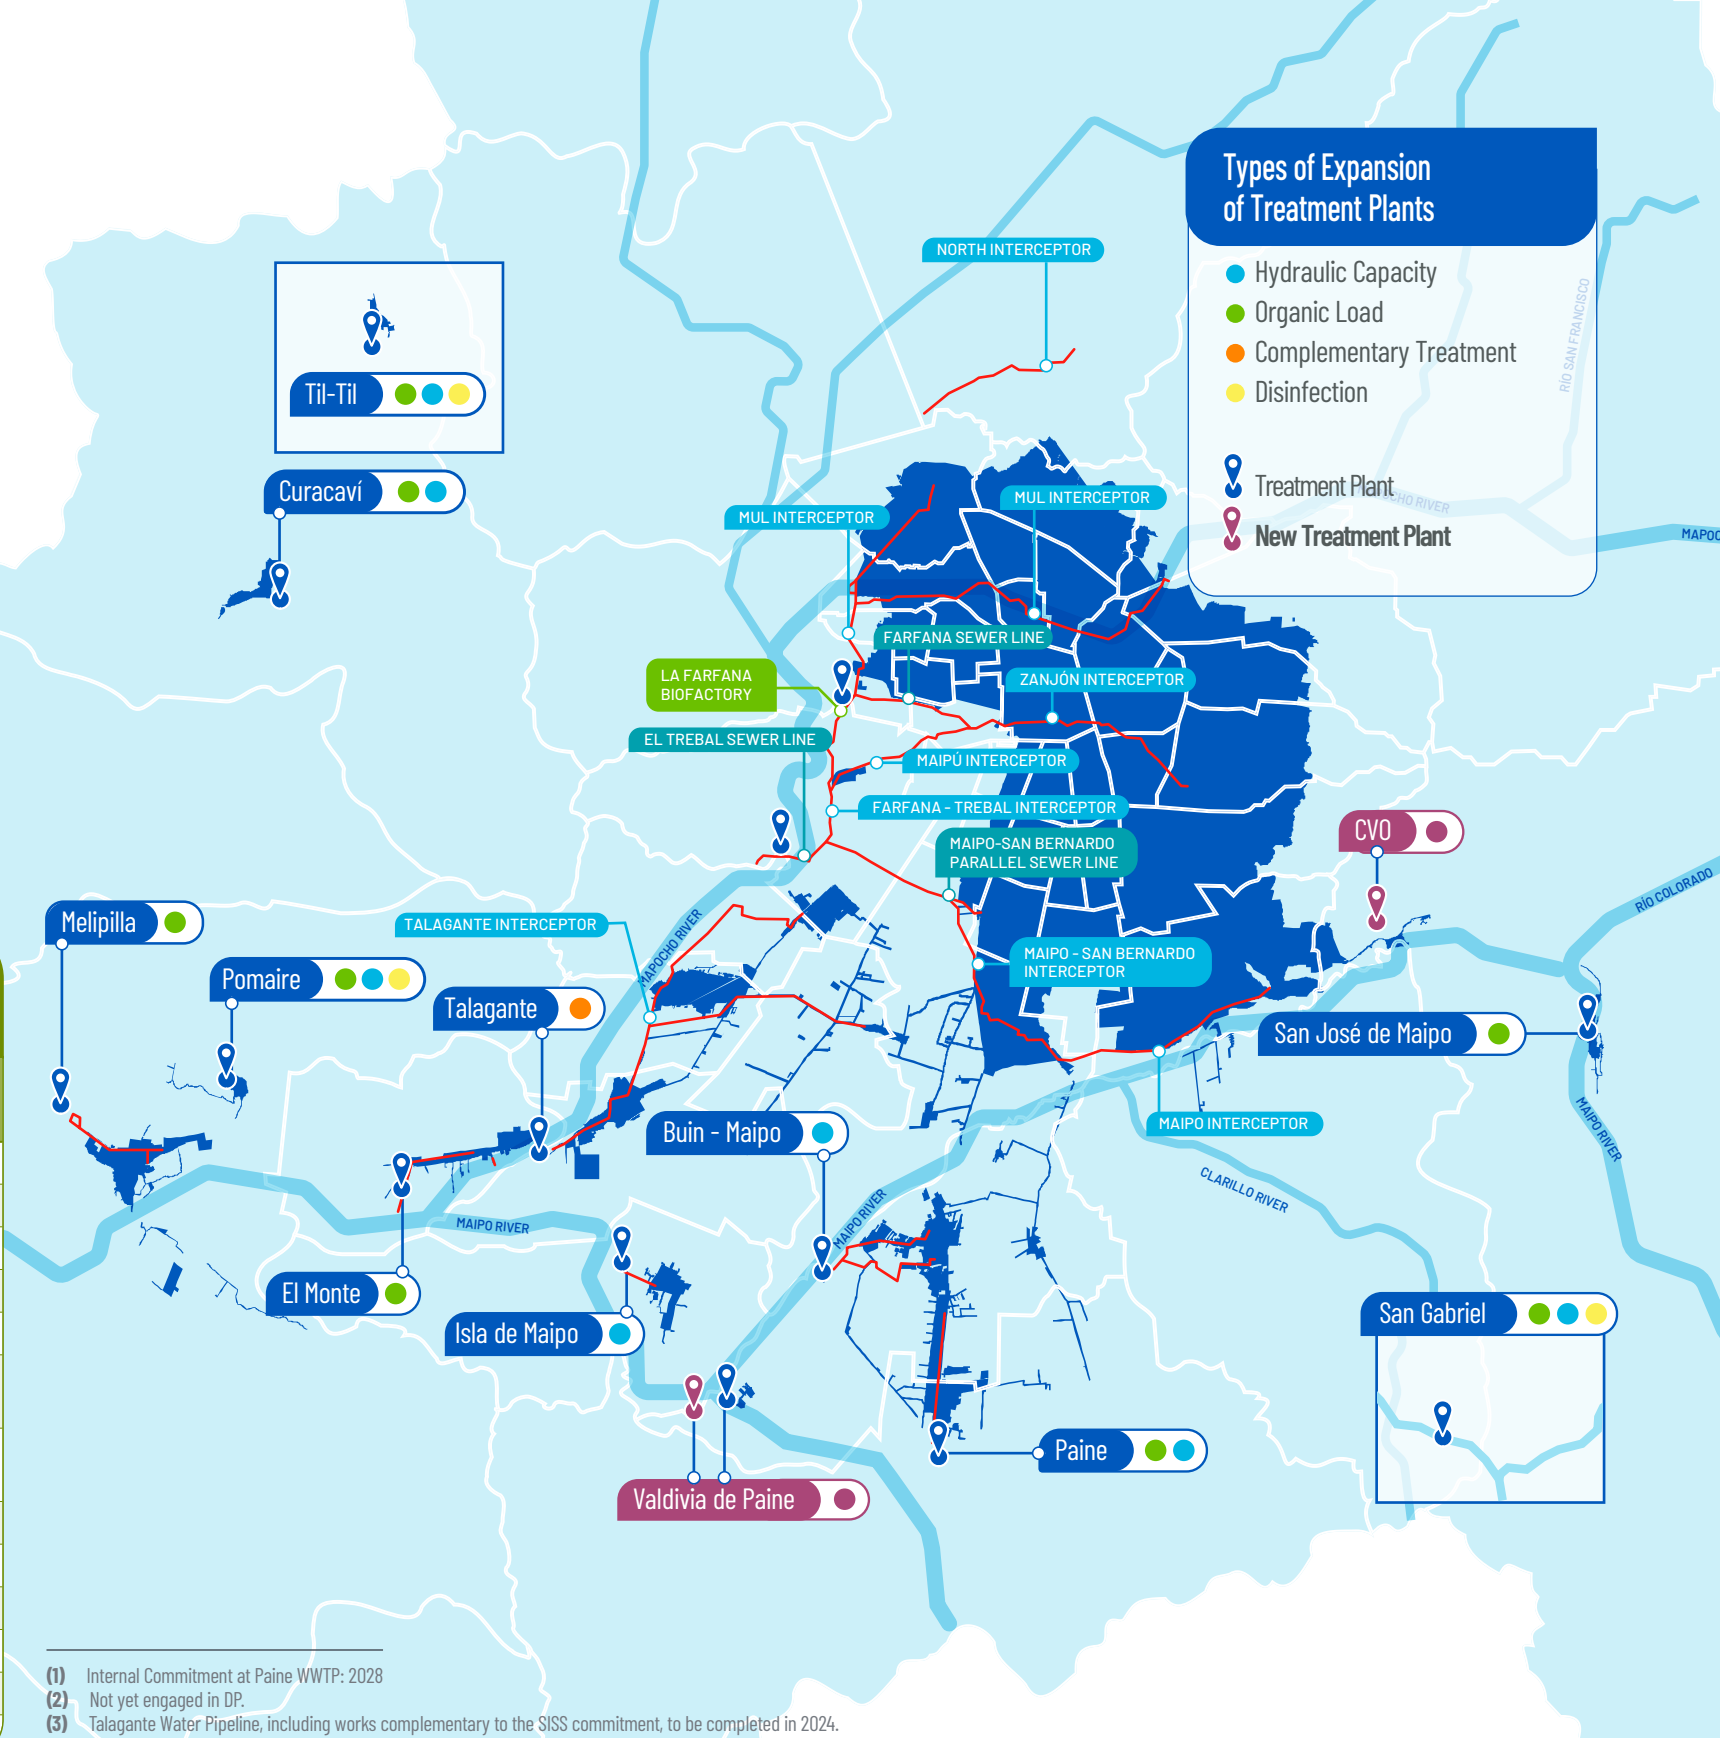 Types of Expansion
of Treatment Plants
Hydraulic Capacity
Organic Load
Complementary Treatment
Disinfection
Treatment Plant
New Treatment Plant
RÍO SAN FRANCISCO
OCHO RIVER
MAPOC
NORTH INTERCEPTOR
Til-Til
Curacaví
MUL INTERCEPTOR
MUL INTERCEPTOR
FARFANA SEWER LINE
LA FARFANA
BIOFACTORY
ZANJÓN INTERCEPTOR
EL TREBAL SEWER LINE
MAIPÚ INTERCEPTOR
FARFANA - TREBAL INTERCEPTOR
MAIPO-SAN BERNARDO
PARALLEL SEWER LINE
CVO
RÍO COLORADO
Melipilla
TALAGANTE INTERCEPTOR
MAPOCHO RIVER
MAIPO - SAN BERNARDO
INTERCEPTOR
Pomaire
Talagante
San José de Maipo
Buin - Maipo
MAIPO INTERCEPTOR
MAIPO RIVER
CLARILLO RIVER
MAIPO RIVER
MAIPO RIVER
El Monte
Isla de Maipo
San Gabriel
Paine
Valdivia de Paine
(1) Internal Commitment at Paine WWTP: 2028
(2) Not yet engaged in DP.
(3) Talagante Water Pipeline, including works complementary to the SISS commitment, to be completed in 2024.